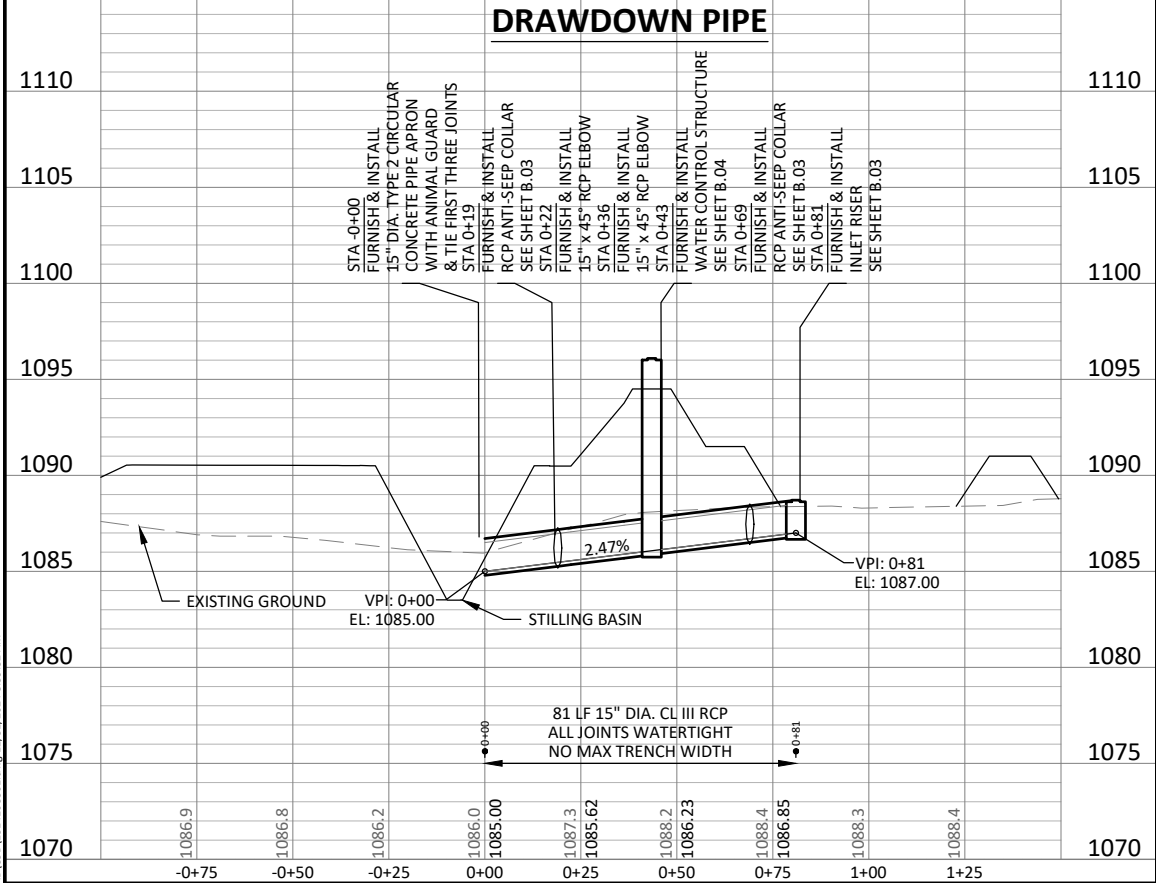 DRAWDOWN PIPE
1110
1110
1105
1105
1100
1100
1095
1095
1090
1090
1085
1085
1080
1080
1075
1075
1070
1070
STA -0+00
FURNISH & INSTALL
15" DIA. TYPE 2 CIRCULAR
CONCRETE PIPE APRON
WITH ANIMAL GUARD
& TIE FIRST THREE JOINTS
STA 0+19
FURNISH & INSTALL
RCP ANTI-SEEP COLLAR
SEE SHEET B.03
STA 0+22
FURNISH & INSTALL
15" x 45° RCP ELBOW
STA 0+36
FURNISH & INSTALL
15" x 45° RCP ELBOW
STA 0+43
FURNISH & INSTALL
WATER CONTROL STRUCTURE
SEE SHEET B.04
STA 0+69
FURNISH & INSTALL
RCP ANTI-SEEP COLLAR
SEE SHEET B.03
STA 0+81
FURNISH & INSTALL
INLET RISER
SEE SHEET B.03
2.47%
EXISTING GROUND
VPI: 0+00
EL: 1085.00
STILLING BASIN
VPI: 0+81
EL: 1087.00
81 LF 15" DIA. CL III RCP
ALL JOINTS WATERTIGHT
NO MAX TRENCH WIDTH
0+00
0+81
1086.9
1086.8
1086.2
1086.0
1085.00
1087.3
1085.62
1088.2
1086.23
1088.4
1086.85
1088.3
1088.4
-0+75
-0+50
-0+25
0+00
0+25
0+50
0+75
1+00
1+25